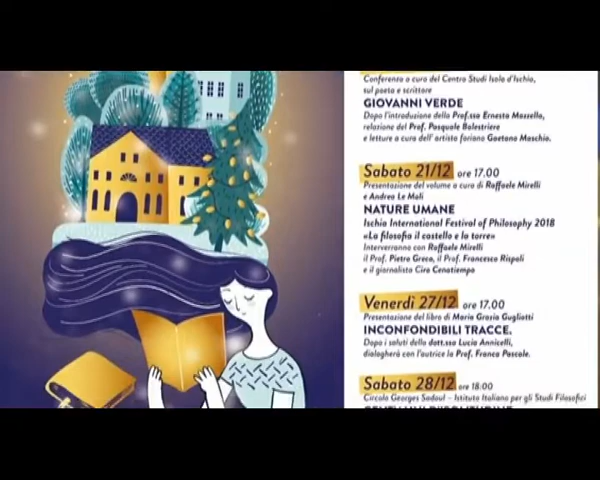 Conferenza a cura del Centro Studi Isola d'Ischia,
sul poeta e scrittore
GIOVANNI VERDE
Dopo l'introduzione della Prof.ssa Ernesta Mazzella,
relazione del Prof. Pasquale Balestriere
e letture a cura dell'artista foriano Gaetano Maschio.
Sabato 21/12 ore 17.00
Presentazione del volume a cura di Raffaele Mirelli
e Andrea Le Moli
NATURE UMANE
Ischia International Festival of Philosophy 2018
«La filosofia il castello e la torre»
Interverranno con Raffaele Mirelli
il Prof. Pietro Greco, il Prof. Francesco Rispoli
e il giornalista Ciro Cenatiempo
Venerdì 27/12 ore 17.00
Presentazione del libro di Maria Grazia Gugliotti
INCONFONDIBILI TRACCE.
Dopo i saluti della dott.ssa Lucia Annicelli,
dialogherà con l'autrice la Prof. Franca Pascale.
Sabato 28/12 ore 18:00
Circolo Georges Sadoul – Istituto Italiano per gli Studi Filosofici